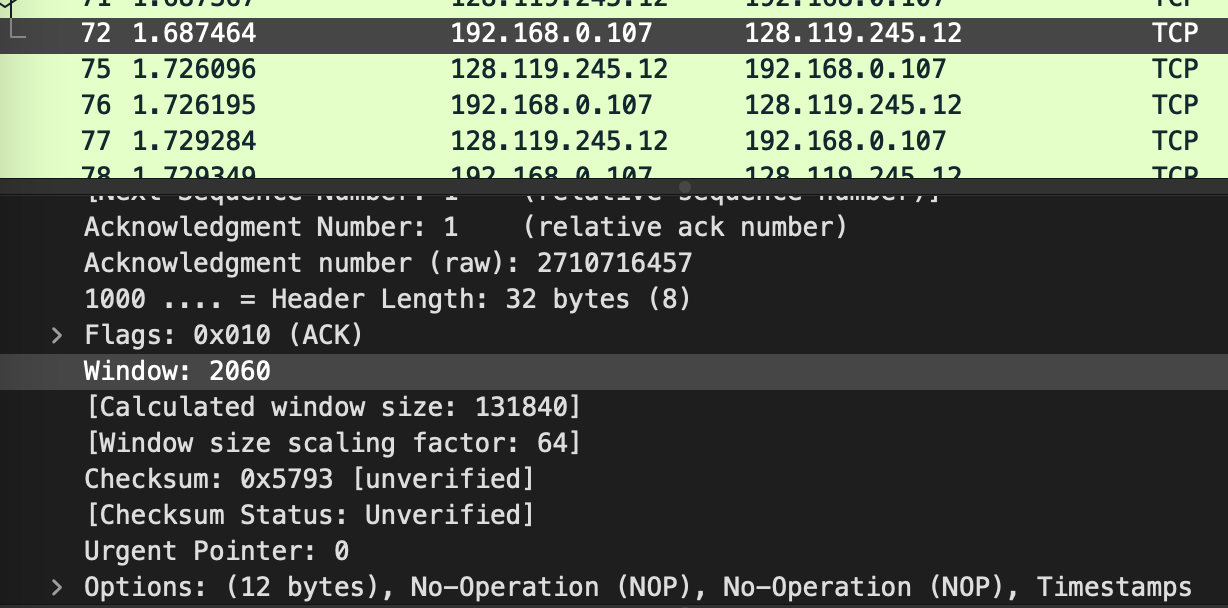 71 1.687367 128.119.245.12 192.168.0.107 TCP
72 1.687464 192.168.0.107 128.119.245.12 TCP
75 1.726096 128.119.245.12 192.168.0.107 TCP
76 1.726195 192.168.0.107 128.119.245.12 TCP
77 1.729284 128.119.245.12 192.168.0.107 TCP
78 1.729349 192.168.0.107 128.119.245.12 TCP
[Next Sequence Number: 1 (relative sequence number)]
Acknowledgment Number: 1 (relative ack number)
Acknowledgment number (raw): 2710716457
1000 .... = Header Length: 32 bytes (8)
Flags: 0x010 (ACK)
Window: 2060
[Calculated window size: 131840]
[Window size scaling factor: 64]
Checksum: 0x5793 [unverified]
[Checksum Status: Unverified]
Urgent Pointer: 0
Options: (12 bytes), No-Operation (NOP), No-Operation (NOP), Timestamps